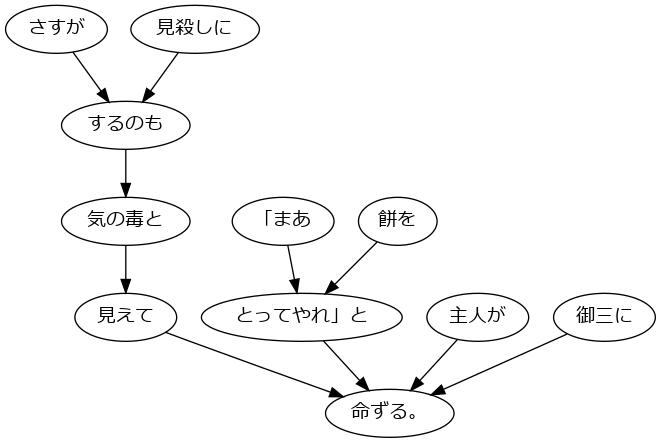 さすが
見殺しに
するのも
気の毒と
「まあ
餅を
見えて
とってやれ」と
主人が
御三に
命ずる。